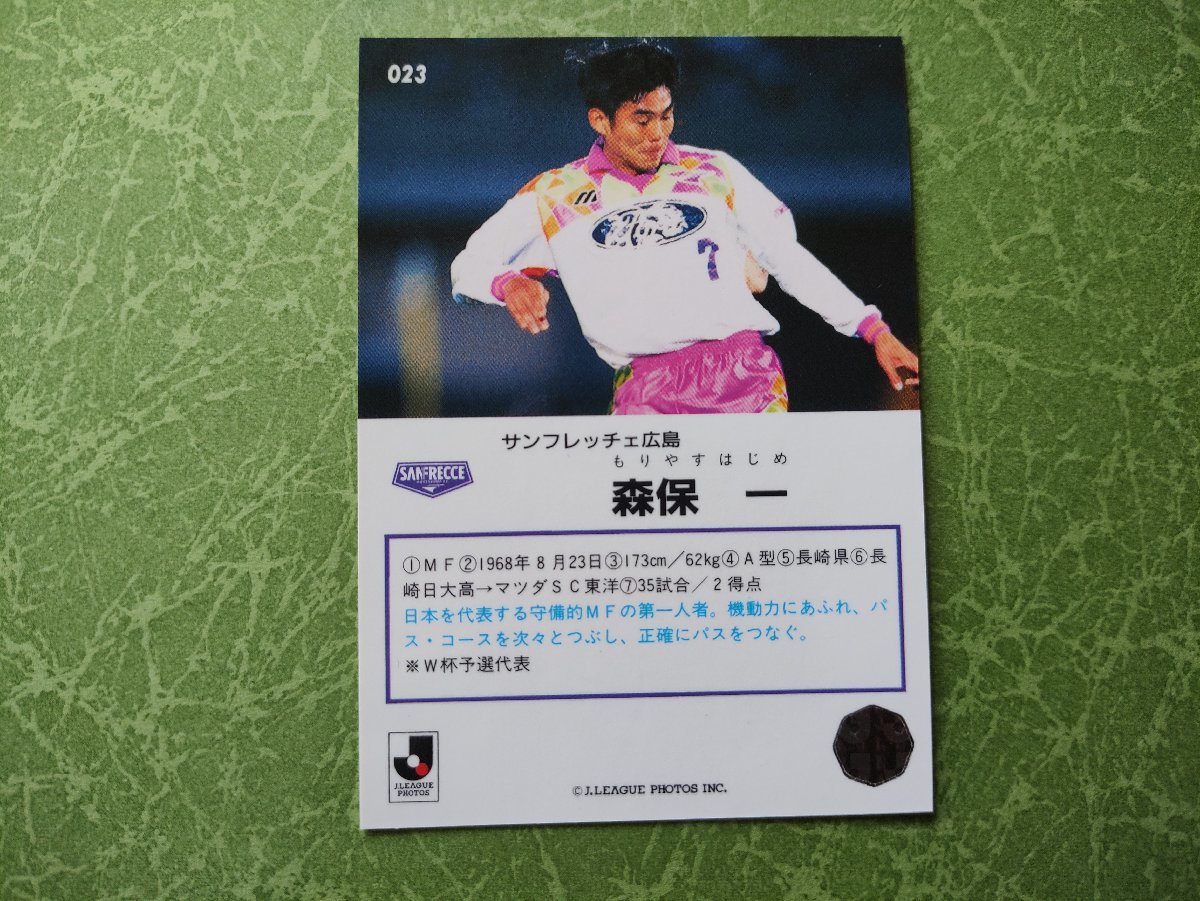 023
7
サンフレッチェ広島
もりやすはじめ
森保 一
SANFRECCE
①MF②1968年8月23日③173cm／62kg④A型⑤長崎県⑥長
崎日大高→マツダSC東洋⑦35試合／2得点
日本を代表する守備的MFの第一人者。機動力にあふれ、パ
ス・コースを次々とつぶし、正確にパスをつなぐ。
※W杯予選代表
J.LEAGUE
PHOTOS
©J.LEAGUE PHOTOS INC.